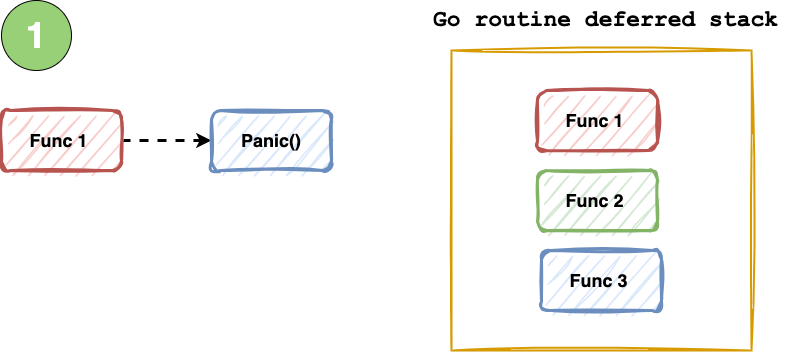 1
Go routine deferred stack
Func 1
Panic()
Func 1
Func 2
Func 3